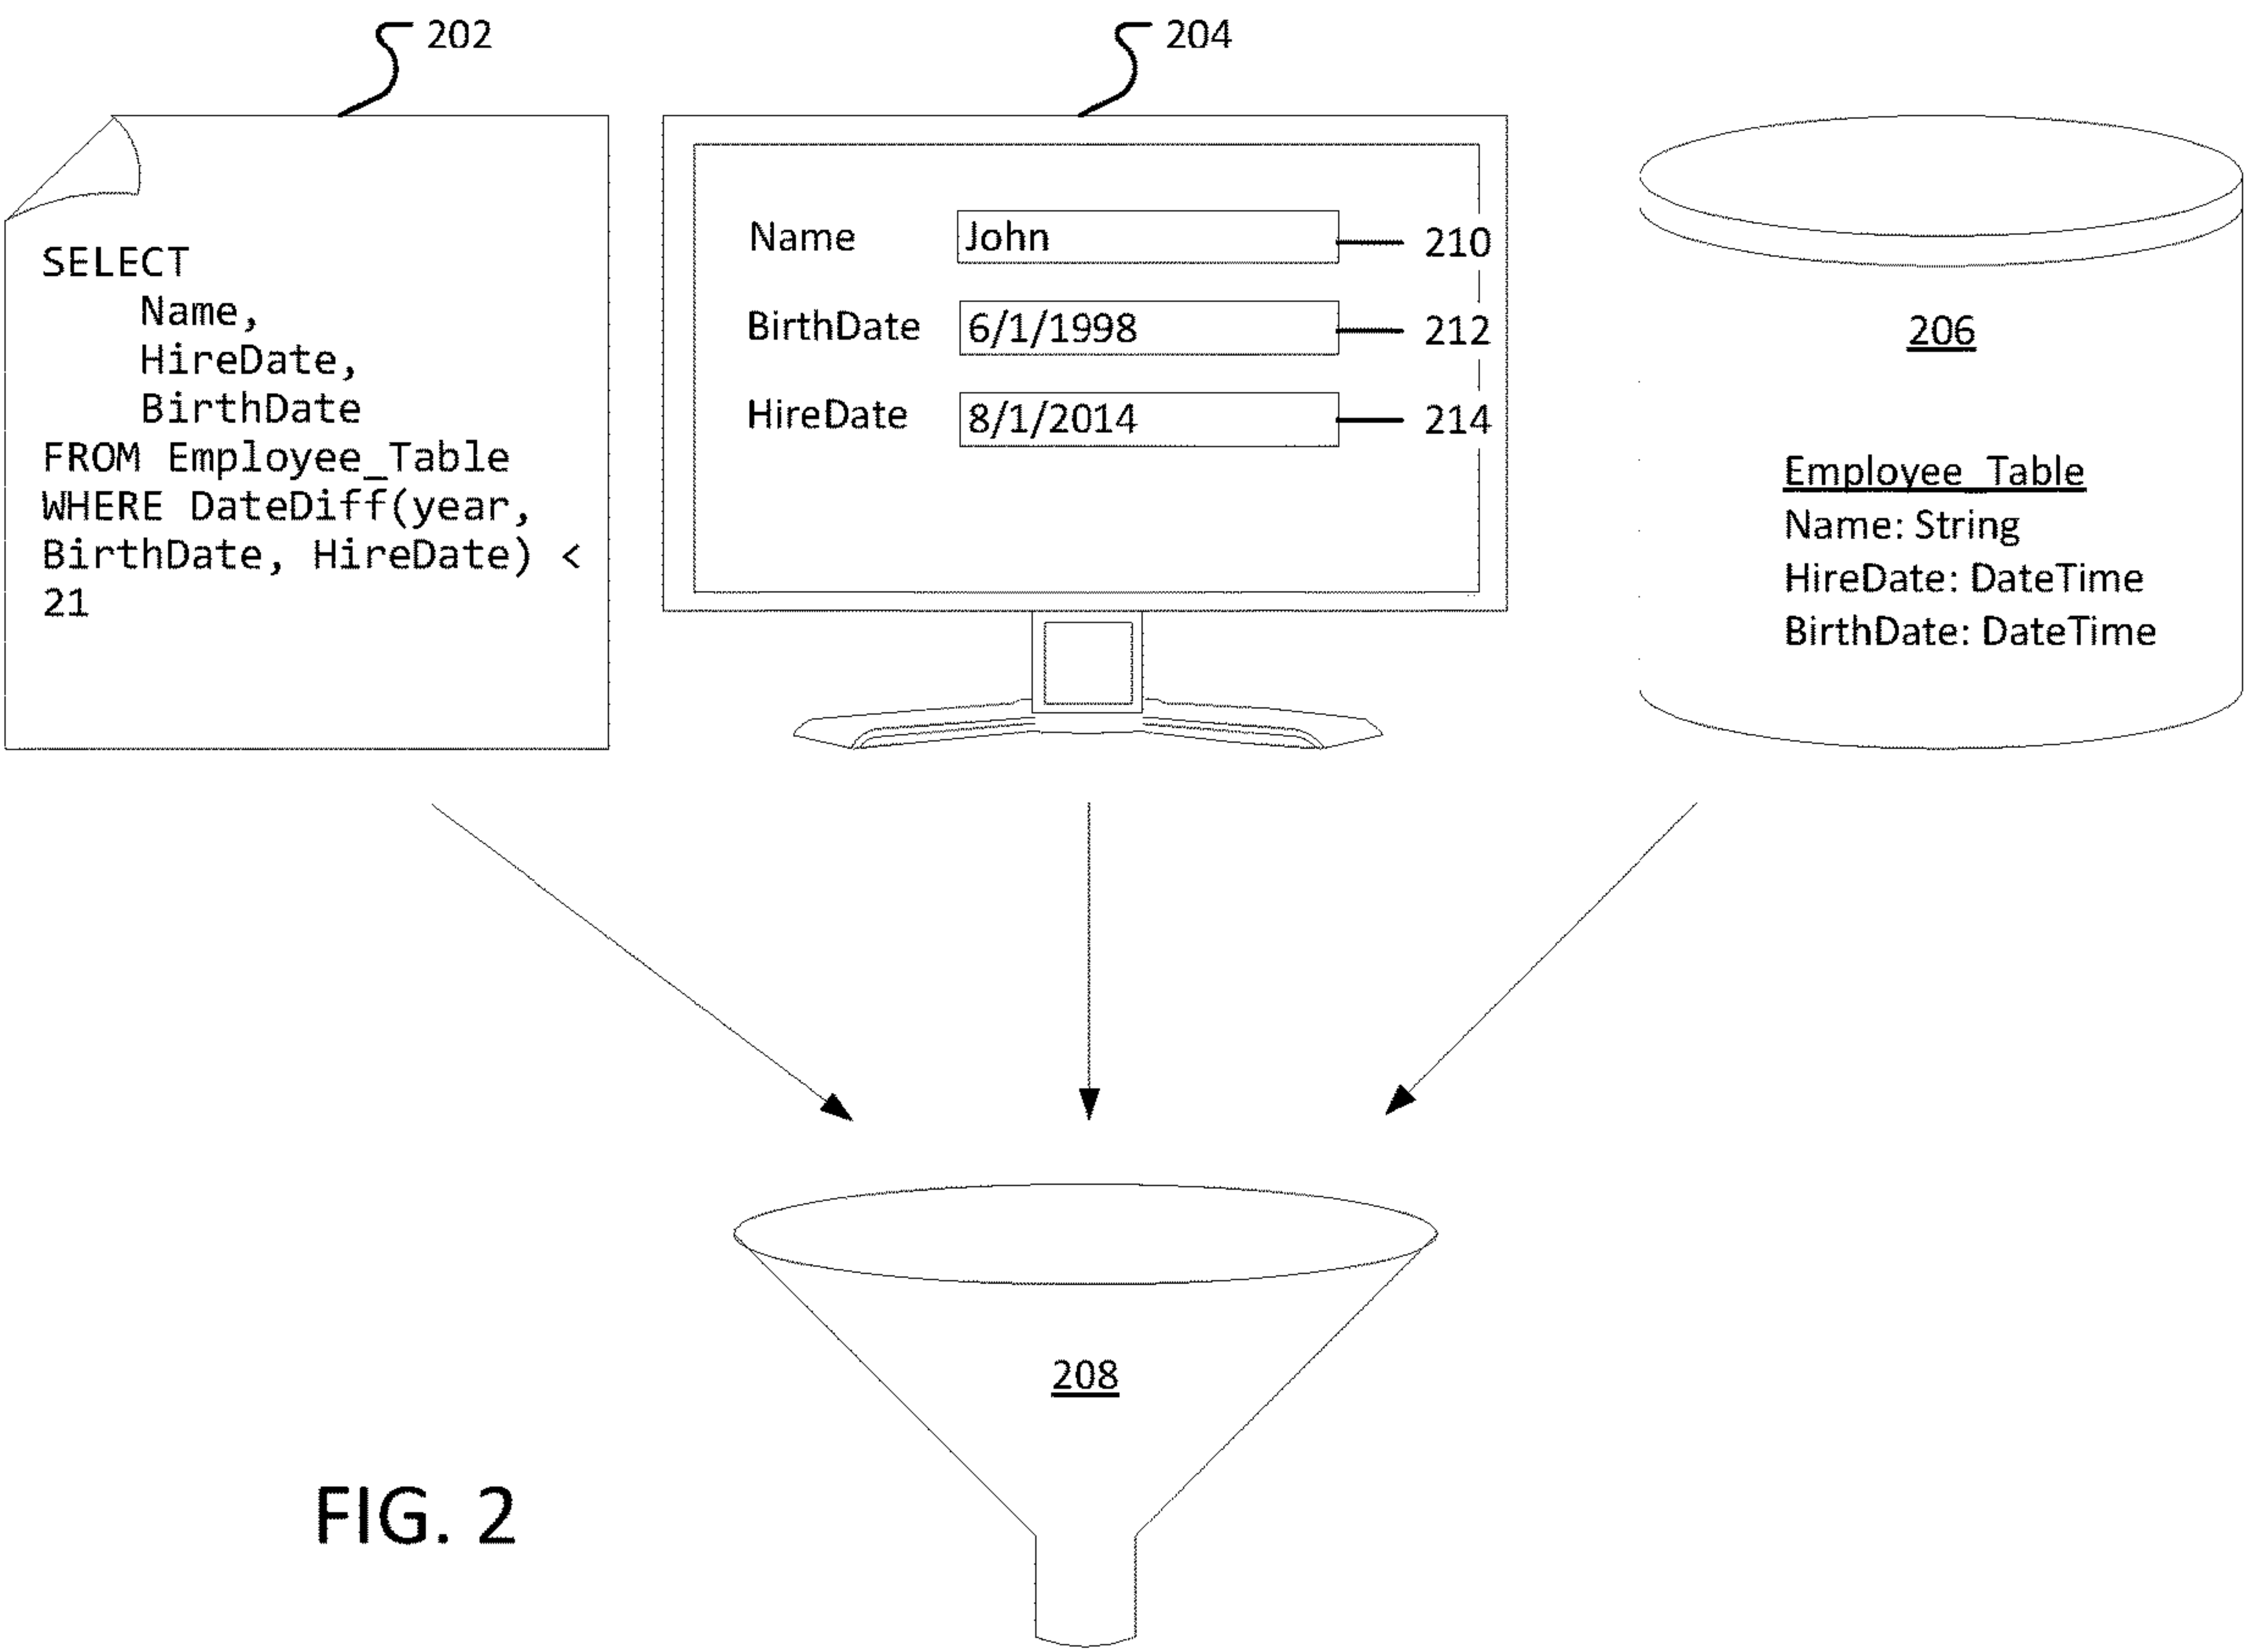 202
SELECT
Name,
HireDate,
BirthDate
FROM Employee_Table
WHERE DateDiff(year,
BirthDate, HireDate) <
21
204
Name John 210
BirthDate 6/1/1998 212
HireDate 8/1/2014 214
206
Employee_Table
Name: String
HireDate: DateTime
BirthDate: DateTime
208
FIG. 2